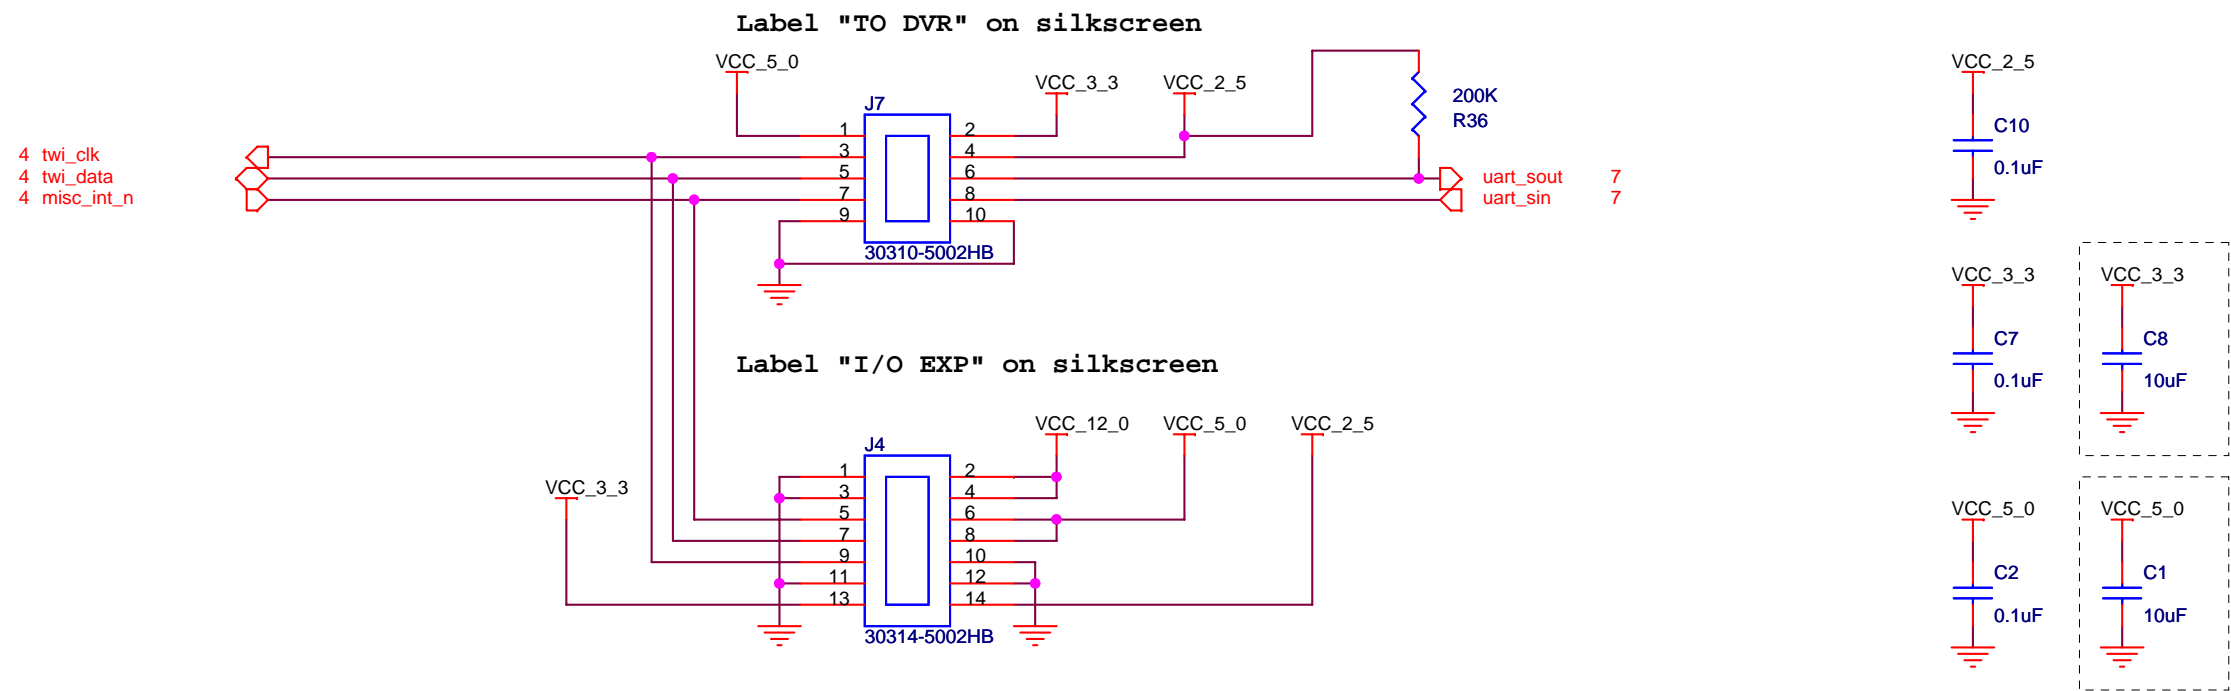 Label "TO DVR" on silkscreen
VCC_5_0
VCC_3_3
VCC_2_5
J7
200K
R36
1 2
3 4
5 6
7 8
9 10
30310-5002HB
4 twi_clk
4 twi_data
4 misc_int_n
uart_sout 7
uart_sin 7
Label "I/O EXP" on silkscreen
VCC_12_0
VCC_5_0
VCC_2_5
J4
VCC_3_3
1 2
3 4
5 6
7 8
9 10
11 12
13 14
30314-5002HB
VCC_2_5
C10
0.1uF
VCC_3_3
C7
0.1uF
VCC_3_3
C8
10uF
VCC_5_0
C2
0.1uF
VCC_5_0
C1
10uF